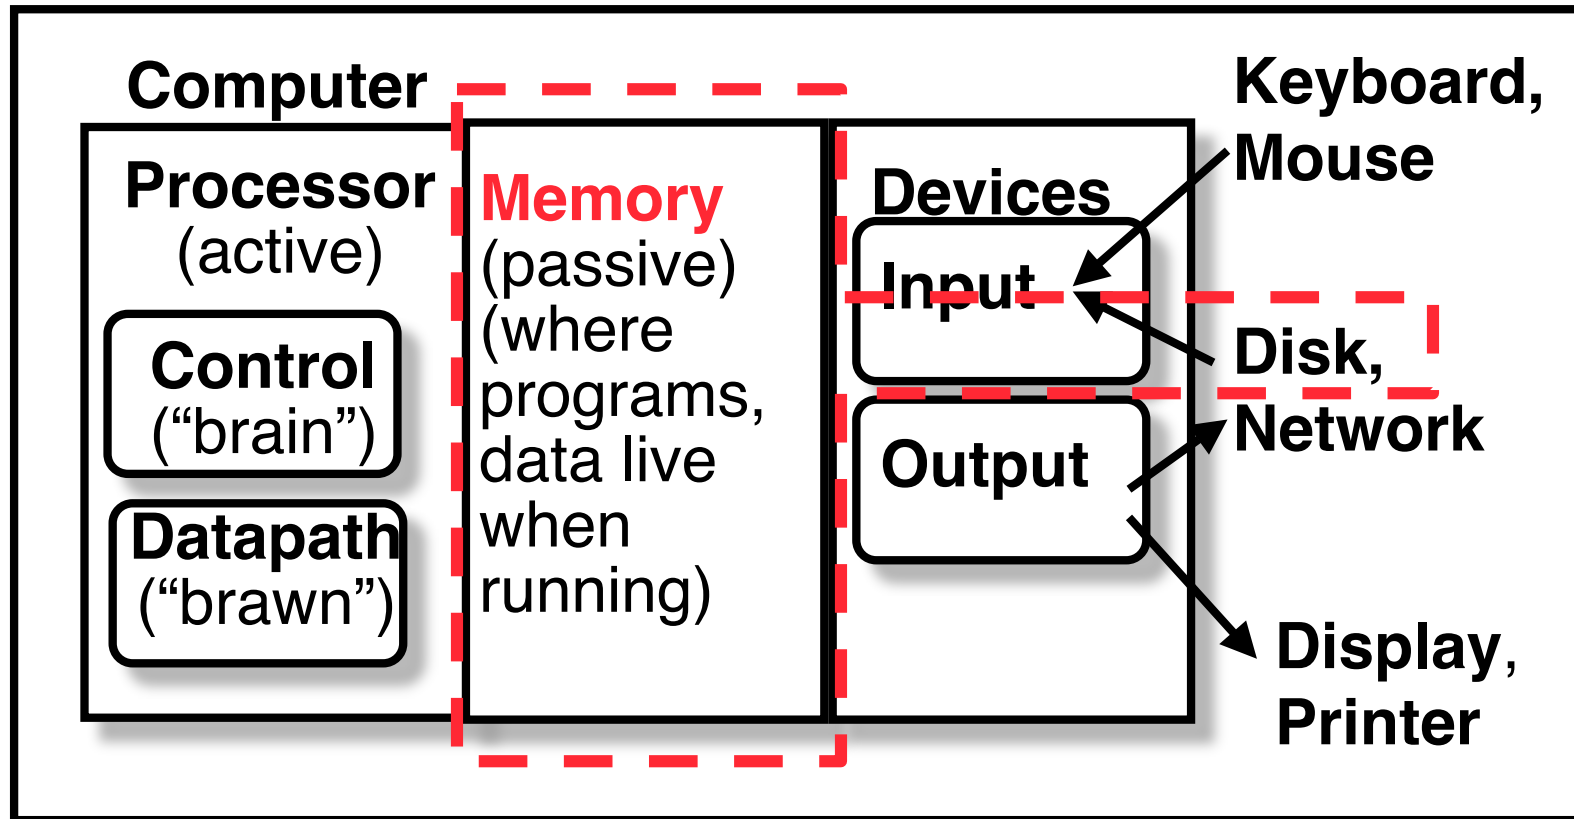 Computer
Processor
(active)
Control
(“brain”)
Datapath
(“brawn”)
Memory
(passive)
(where
programs,
data live
when
running)
Devices
Input
Output
Keyboard,
Mouse
Disk,
Network
Display,
Printer